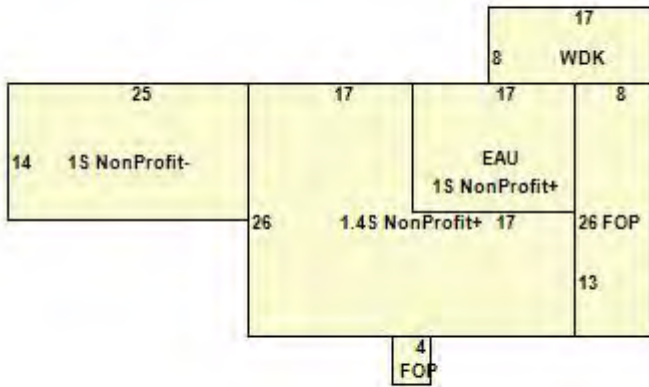 17
8 WDK
25 17 17 8
14 1S NonProfit-
EAU
1S NonProfit+
26 1.4S NonProfit+ 17 26 FOP
13
4
FOP